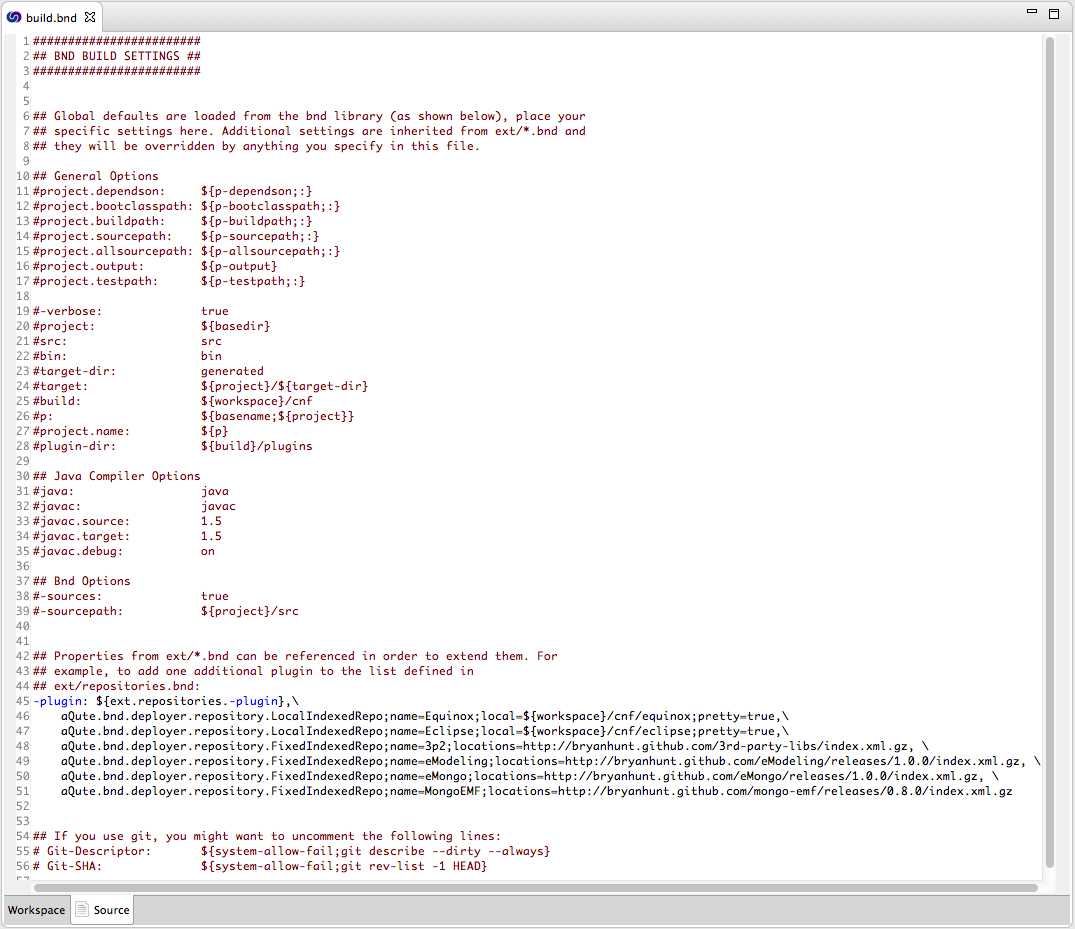 build.bnd
1 ########################
2 ## BND BUILD SETTINGS ##
3 ########################
4
5
6 ## Global defaults are loaded from the bnd library (as shown below), place your
7 ## specific settings here. Additional settings are inherited from ext/*.bnd and
8 ## they will be overridden by anything you specify in this file.
9
10 ## General Options
11 #project.dependson:     ${p-dependson;:}
12 #project.bootclasspath: ${p-bootclasspath;:}
13 #project.buildpath:     ${p-buildpath;:}
14 #project.sourcepath:    ${p-sourcepath;:}
15 #project.allsourcepath: ${p-allsourcepath;:}
16 #project.output:        ${p-output}
17 #project.testpath:      ${p-testpath;:}
18
19 #-verbose:              true
20 #project:               ${basedir}
21 #src:                   src
22 #bin:                   bin
23 #target-dir:            generated
24 #target:                ${project}/${target-dir}
25 #build:                 ${workspace}/cnf
26 #p:                     ${basename;${project}}
27 #project.name:          ${p}
28 #plugin-dir:            ${build}/plugins
29
30 ## Java Compiler Options
31 #java:                  java
32 #javac:                 javac
33 #javac.source:          1.5
34 #javac.target:          1.5
35 #javac.debug:           on
36
37 ## Bnd Options
38 #-sources:              true
39 #-sourcepath:           ${project}/src
40
41
42 ## Properties from ext/*.bnd can be referenced in order to extend them. For
43 ## example, to add one additional plugin to the list defined in
44 ## ext/repositories.bnd:
45 -plugin: ${ext.repositories.-plugin},\
46     aQute.bnd.deployer.repository.LocalIndexedRepo;name=Equinox;local=${workspace}/cnf/equinox;pretty=true,\
47     aQute.bnd.deployer.repository.LocalIndexedRepo;name=Eclipse;local=${workspace}/cnf/eclipse;pretty=true,\
48     aQute.bnd.deployer.repository.FixedIndexedRepo;name=3p2;locations=http://bryanhunt.github.com/3rd-party-libs/index.xml.gz, \
49     aQute.bnd.deployer.repository.FixedIndexedRepo;name=eModeling;locations=http://bryanhunt.github.com/eModeling/releases/1.0.0/index.xml.gz, \
50     aQute.bnd.deployer.repository.FixedIndexedRepo;name=eMongo;locations=http://bryanhunt.github.com/eMongo/releases/1.0.0/index.xml.gz, \
51     aQute.bnd.deployer.repository.FixedIndexedRepo;name=MongoEMF;locations=http://bryanhunt.github.com/mongo-emf/releases/0.8.0/index.xml.gz
52
53
54 ## If you use git, you might want to uncomment the following lines:
55 # Git-Descriptor:       ${system-allow-fail;git describe --dirty --always}
56 # Git-SHA:              ${system-allow-fail;git rev-list -1 HEAD}
57
Workspace Source